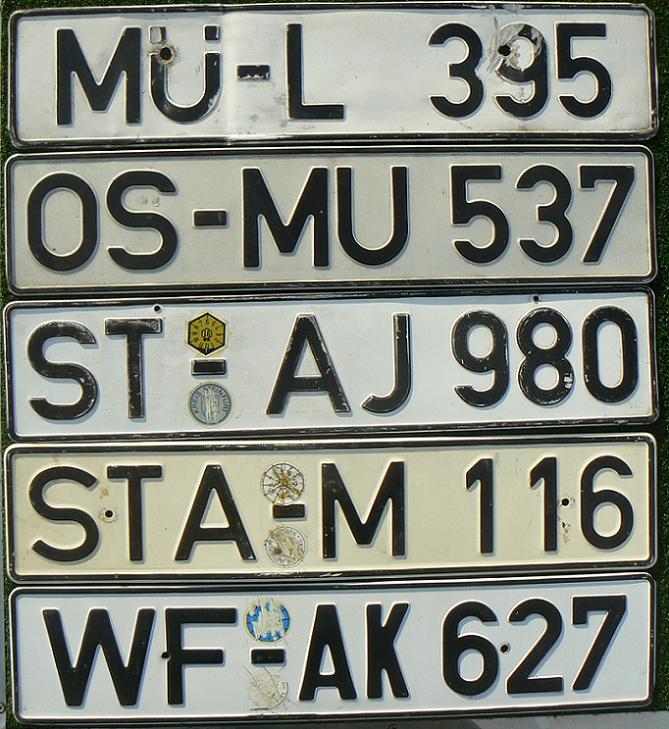 MÜ-L 395
OS-MU 537
ST-AJ 980
STA-M 116
WF-AK 627